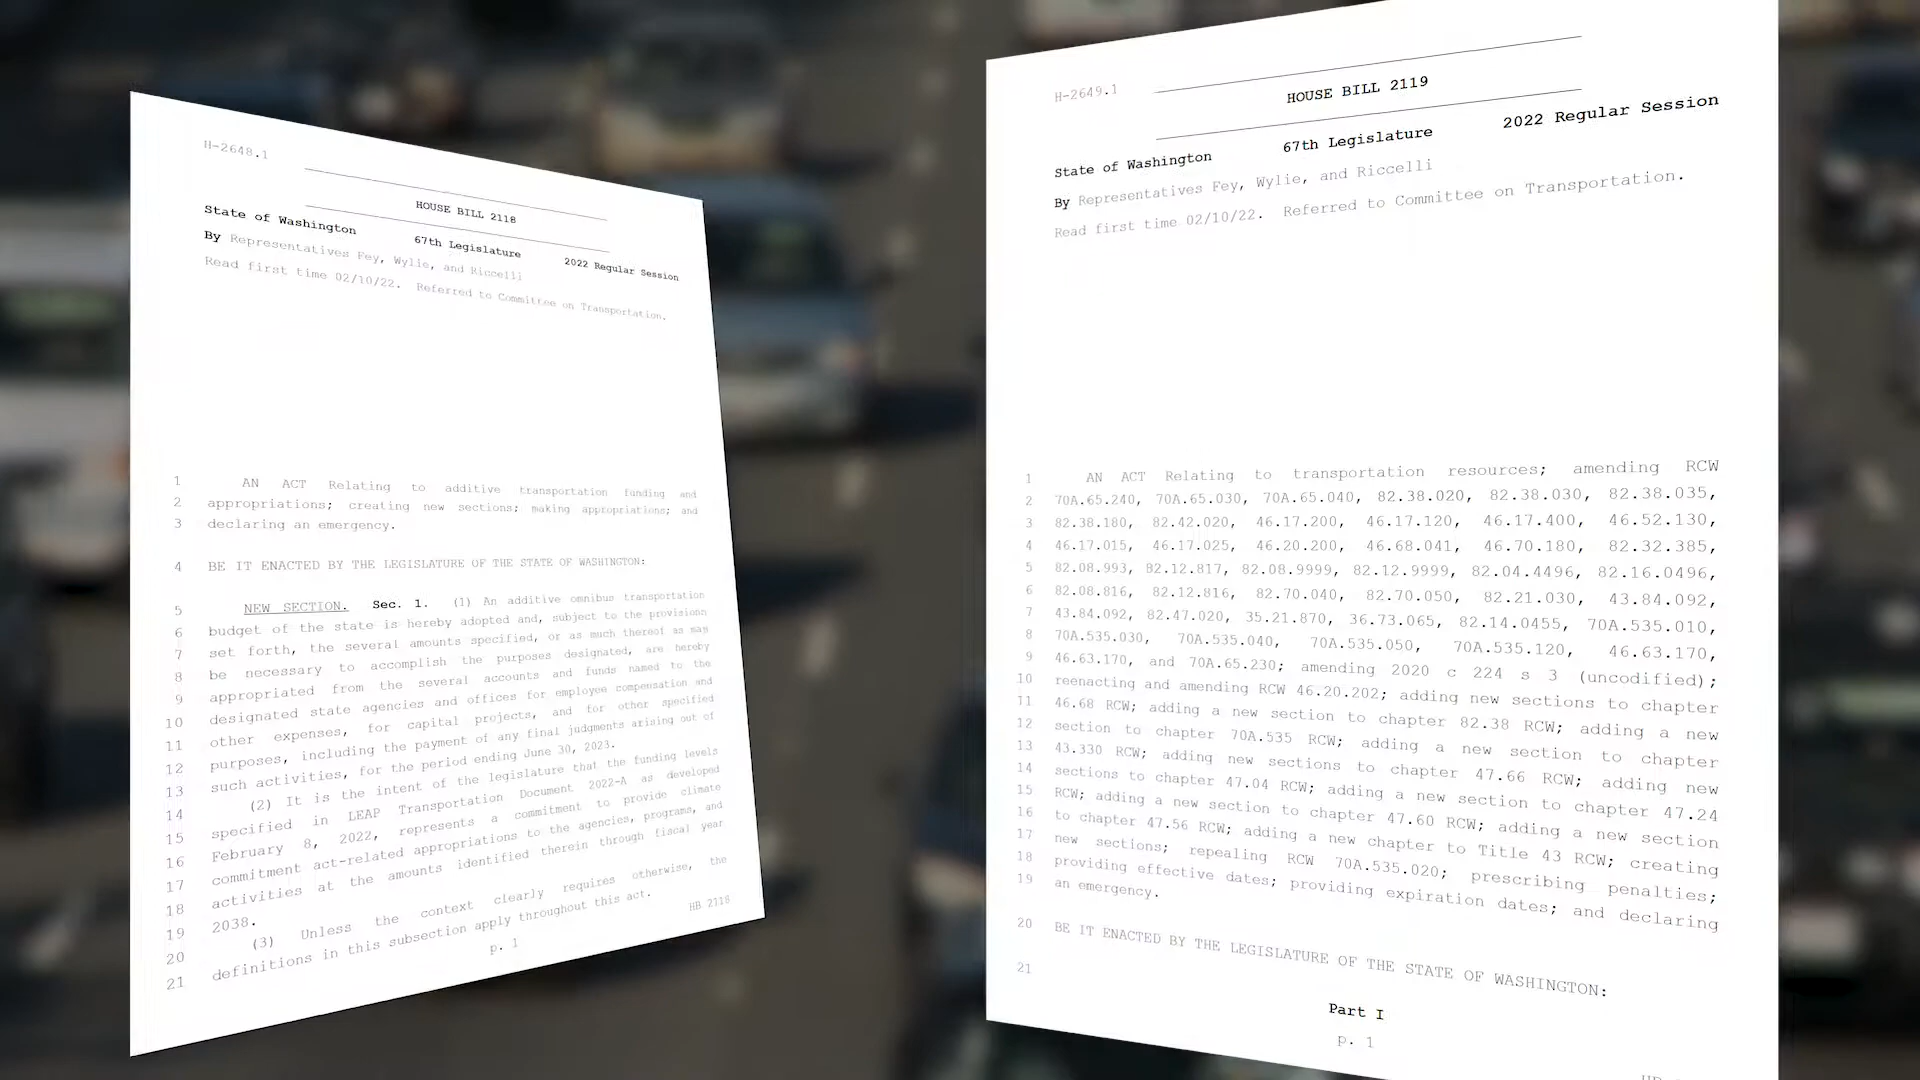 H-2648.1
HOUSE BILL 2118
State of Washington 67th Legislature 2022 Regular Session
By Representatives Fey, Wylie, and Riccelli
Read first time 02/10/22. Referred to Committee on Transportation.
1 AN ACT Relating to additive transportation funding and
2 appropriations; creating new sections; making appropriations; and
3 declaring an emergency.
4 BE IT ENACTED BY THE LEGISLATURE OF THE STATE OF WASHINGTON:
5 NEW SECTION. Sec. 1. (1) An additive omnibus transportation
6 budget of the state is hereby adopted and, subject to the provisions
7 set forth, the several amounts specified, or as much thereof as may
8 be necessary to accomplish the purposes designated, are hereby
9 appropriated from the several accounts and funds named to the
10 designated state agencies and offices for employee compensation and
11 other expenses, for capital projects, and for other specified
12 purposes, including the payment of any final judgments arising out of
13 such activities, for the period ending June 30, 2023.
14 (2) It is the intent of the legislature that the funding levels
15 specified in LEAP Transportation Document 2022-A as developed
16 February 8, 2022, represents a commitment to provide climate
17 commitment act-related appropriations to the agencies, programs, and
18 activities at the amounts identified therein through fiscal year
19 2038.
20 (3) Unless the context clearly requires otherwise, the
21 definitions in this subsection apply throughout this act.
p. 1 HB 2118
H-2649.1
HOUSE BILL 2119
State of Washington 67th Legislature 2022 Regular Session
By Representatives Fey, Wylie, and Riccelli
Read first time 02/10/22. Referred to Committee on Transportation.
1 AN ACT Relating to transportation resources; amending RCW
2 70A.65.240, 70A.65.030, 70A.65.040, 82.38.020, 82.38.030, 82.38.035,
3 82.38.180, 82.42.020, 46.17.200, 46.17.120, 46.17.400, 46.52.130,
4 46.17.015, 46.17.025, 46.20.200, 46.68.041, 46.70.180, 82.32.385,
5 82.08.993, 82.12.817, 82.08.9999, 82.12.9999, 82.04.4496, 82.16.0496,
6 82.08.816, 82.12.816, 82.70.040, 82.70.050, 82.21.030, 43.84.092,
7 43.84.092, 82.47.020, 35.21.870, 36.73.065, 82.14.0455, 70A.535.010,
8 70A.535.030, 70A.535.040, 70A.535.050, 70A.535.120, 46.63.170,
9 46.63.170, and 70A.65.230; amending 2020 c 224 s 3 (uncodified);
10 reenacting and amending RCW 46.20.202; adding new sections to chapter
11 46.68 RCW; adding a new section to chapter 82.38 RCW; adding a new
12 section to chapter 70A.535 RCW; adding a new section to chapter
13 43.330 RCW; adding new sections to chapter 47.66 RCW; adding new
14 sections to chapter 47.04 RCW; adding a new section to chapter 47.24
15 RCW; adding a new section to chapter 47.60 RCW; adding a new section
16 to chapter 47.56 RCW; adding a new chapter to Title 43 RCW; creating
17 new sections; repealing RCW 70A.535.020; prescribing penalties;
18 providing effective dates; providing expiration dates; and declaring
19 an emergency.
20 BE IT ENACTED BY THE LEGISLATURE OF THE STATE OF WASHINGTON:
21
Part I
p. 1